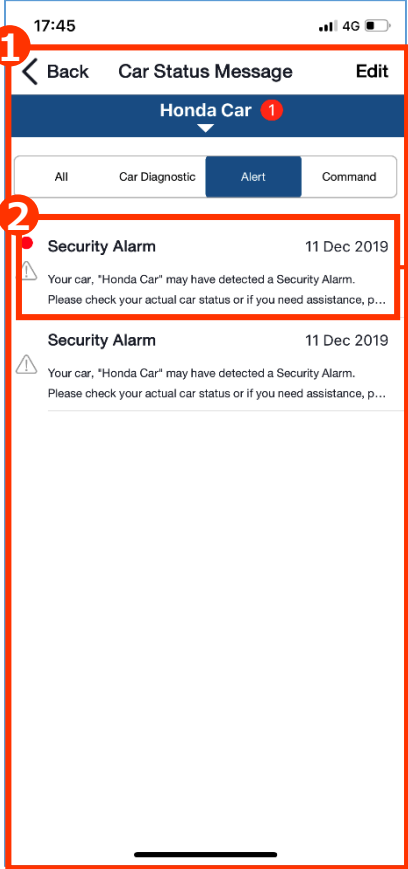 17:45 4G
1
Back Car Status Message Edit
Honda Car 1
All Car Diagnostic Alert Command
2
Security Alarm 11 Dec 2019
Your car, "Honda Car" may have detected a Security Alarm.
Please check your actual car status or if you need assistance, p...
Security Alarm 11 Dec 2019
Your car, "Honda Car" may have detected a Security Alarm.
Please check your actual car status or if you need assistance, p...